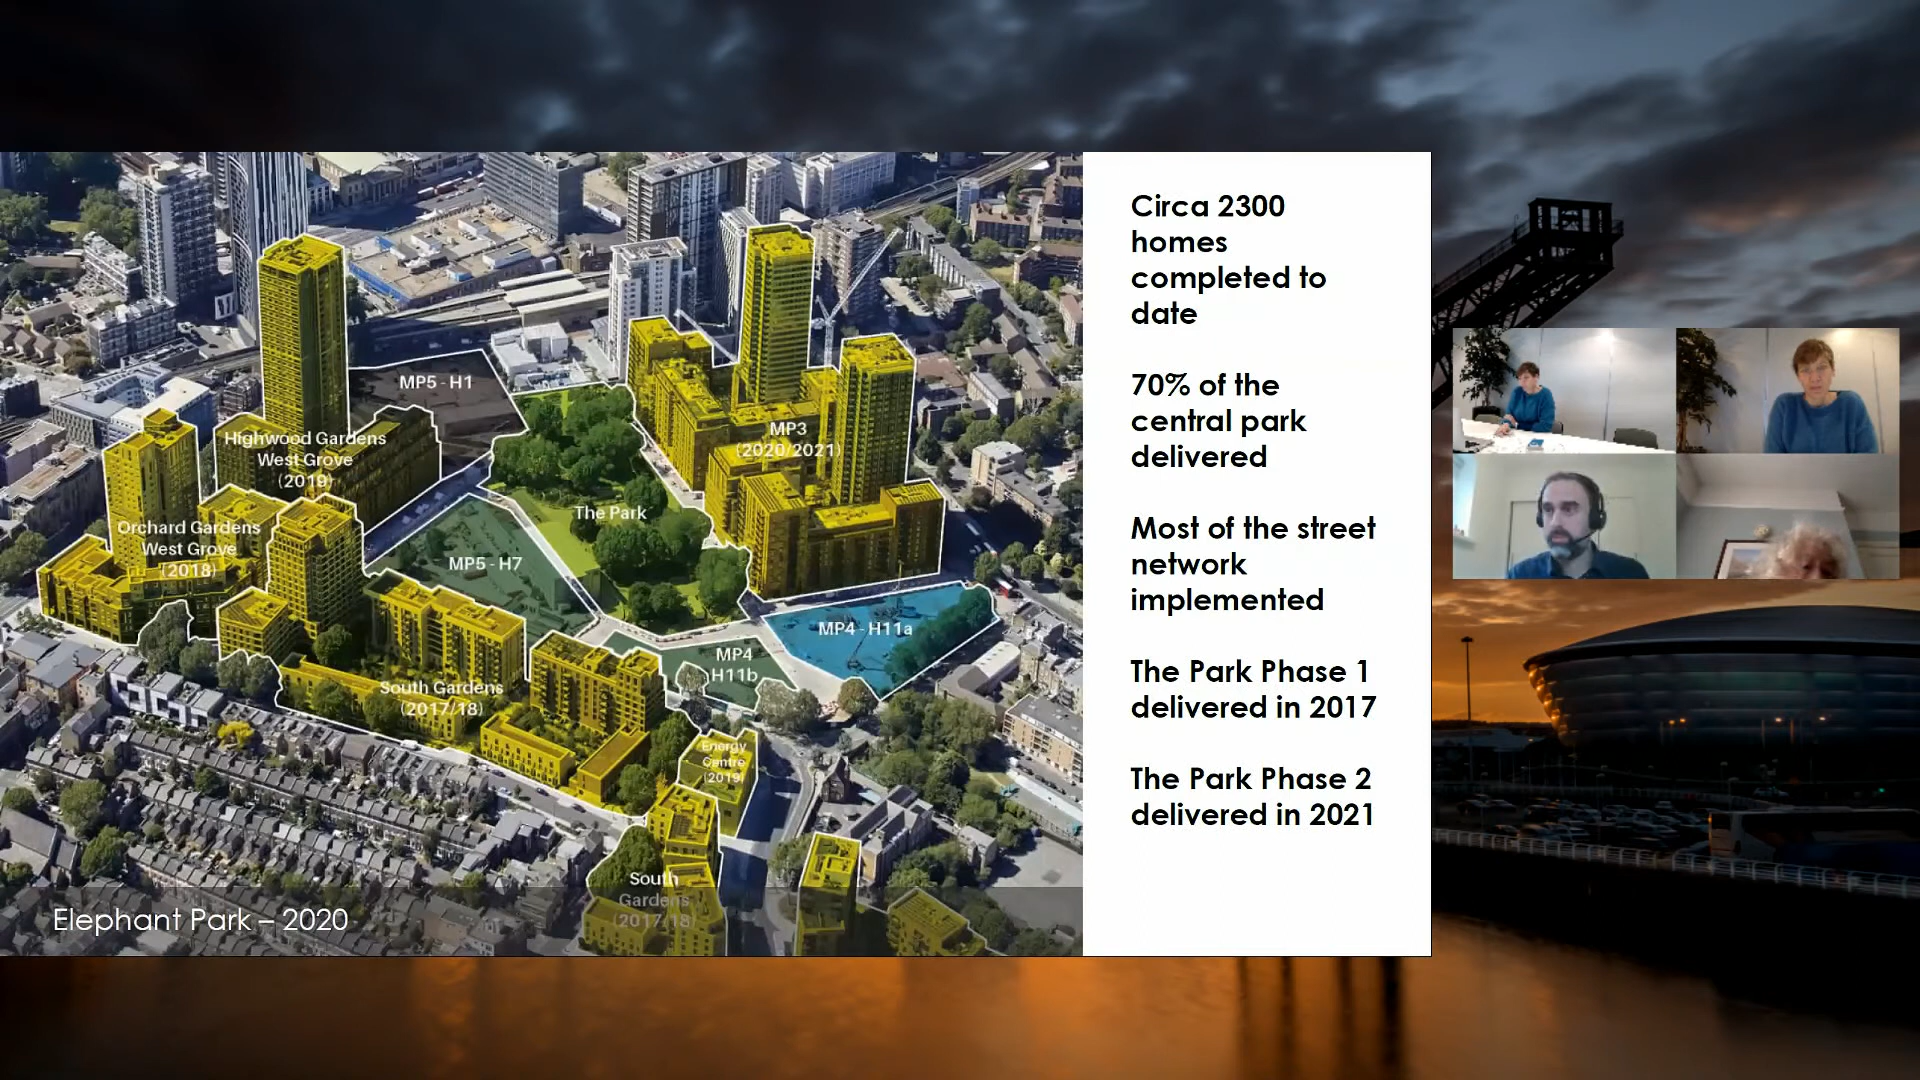 MP5 - H1
Highwood Gardens
West Grove
(2019)
MP3
(2020/2021)
Orchard Gardens
West Grove
(2018)
The Park
MP5 - H7
MP4 - H11a
MP4
H11b
South Gardens
(2017/18)
Energy
Centre
(2019)
South
Gardens
(2017/18)
Elephant Park – 2020
Circa 2300
homes
completed to
date
70% of the
central park
delivered
Most of the street
network
implemented
The Park Phase 1
delivered in 2017
The Park Phase 2
delivered in 2021